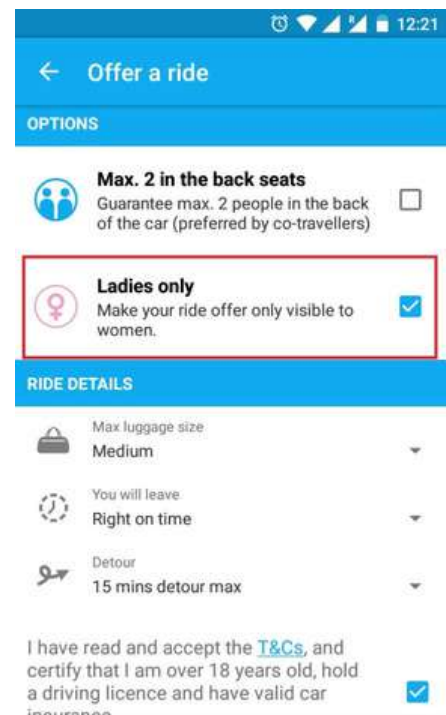 12:21
Offer a ride
OPTIONS
Max. 2 in the back seats
Guarantee max. 2 people in the back
of the car (preferred by co-travellers)
Ladies only
Make your ride offer only visible to
women.
RIDE DETAILS
Max luggage size
Medium
You will leave
Right on time
Detour
15 mins detour max
I have read and accept the T&Cs, and
certify that I am over 18 years old, hold
a driving licence and have valid car